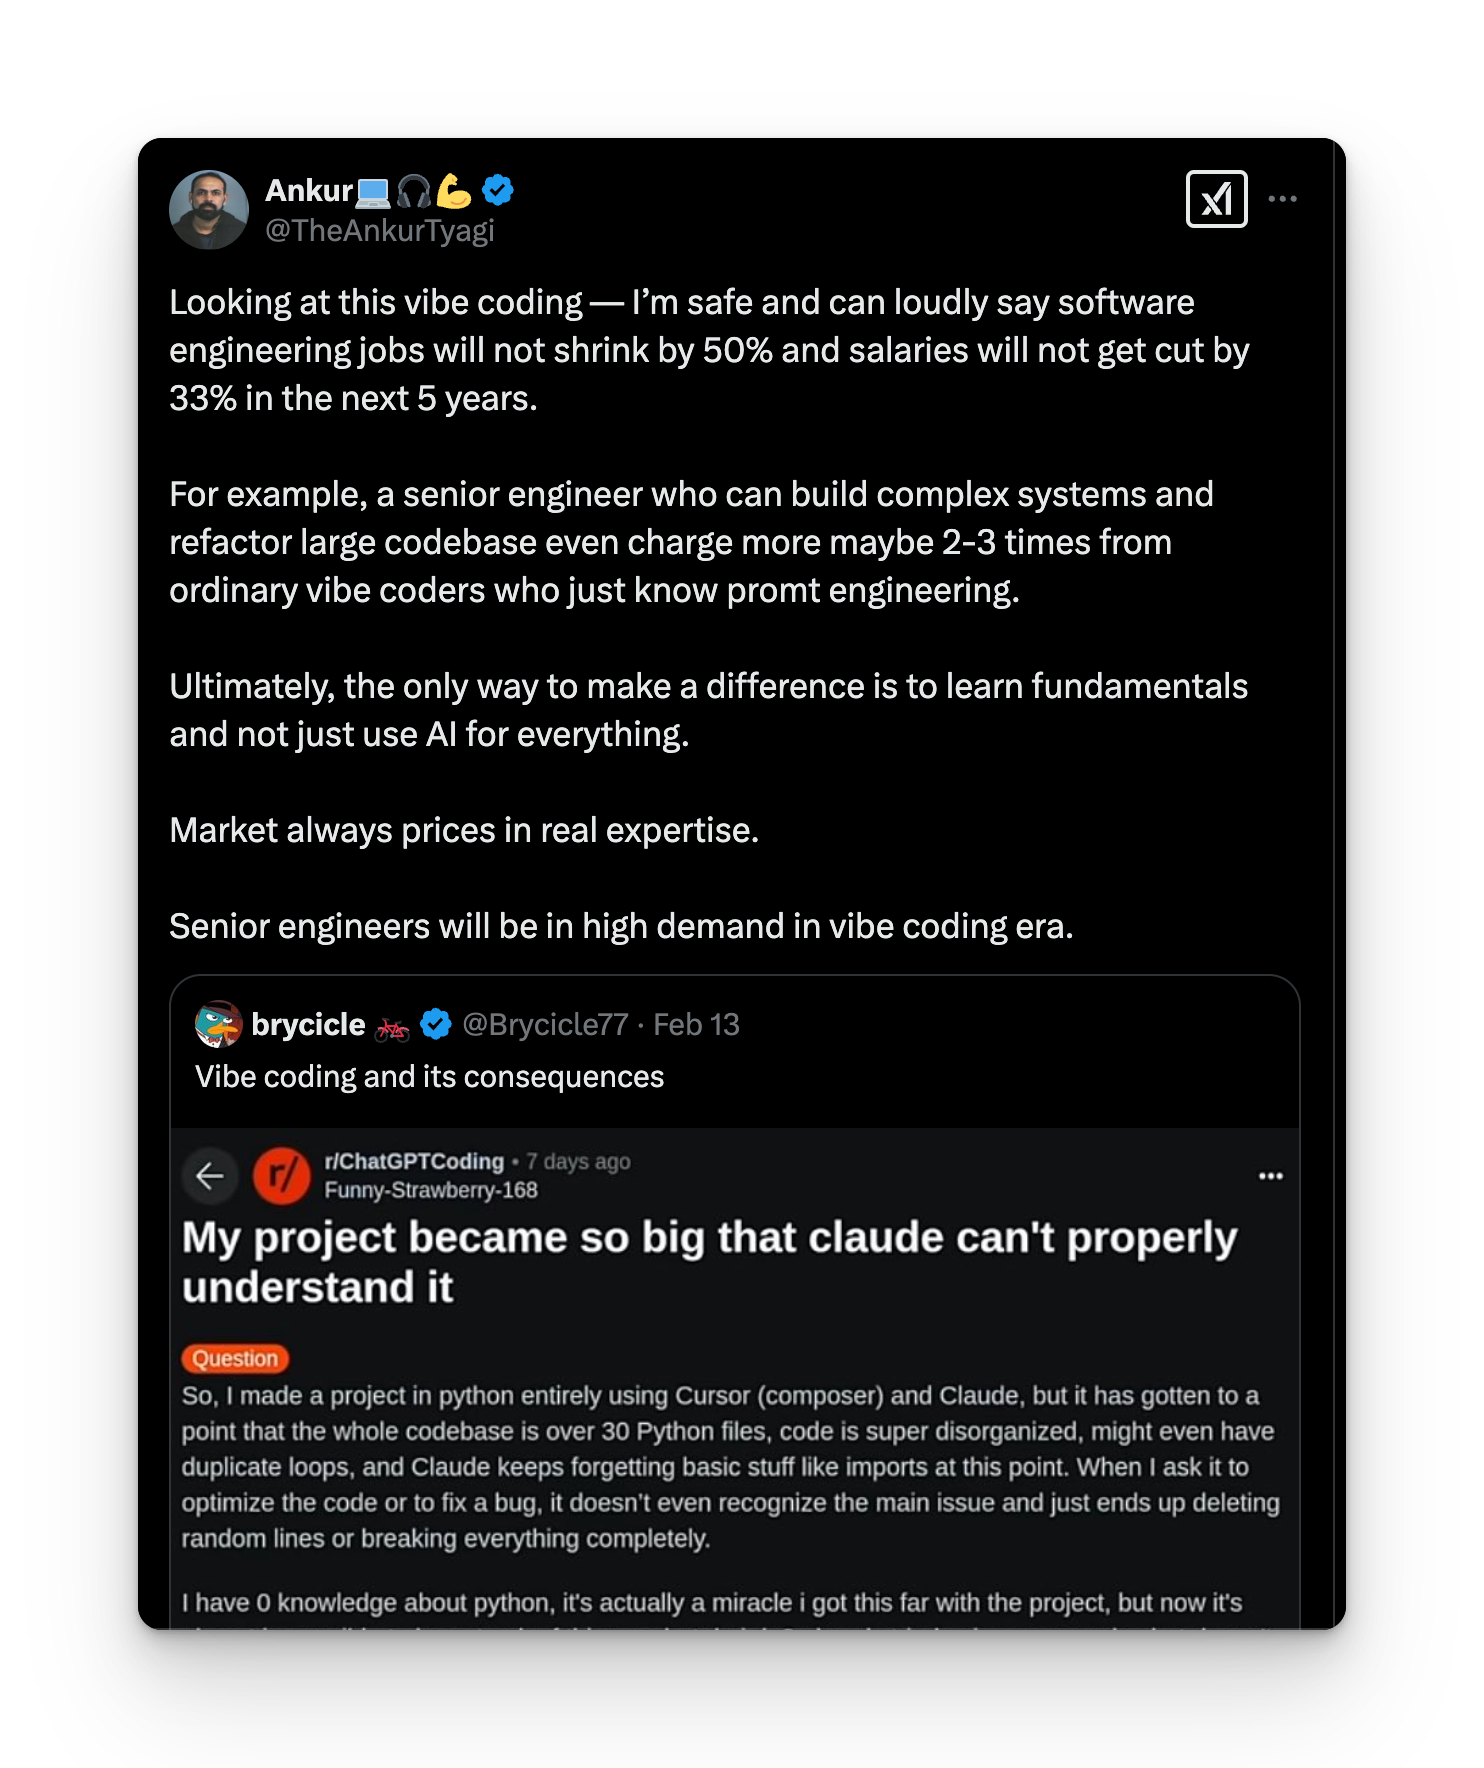 Ankur💻🎧💪
@TheAnkurTyagi
Looking at this vibe coding — I’m safe and can loudly say software
engineering jobs will not shrink by 50% and salaries will not get cut by
33% in the next 5 years.
For example, a senior engineer who can build complex systems and
refactor large codebase even charge more maybe 2-3 times from
ordinary vibe coders who just know promt engineering.
Ultimately, the only way to make a difference is to learn fundamentals
and not just use AI for everything.
Market always prices in real expertise.
Senior engineers will be in high demand in vibe coding era.
brycicle 🚲 @Brycicle77 · Feb 13
Vibe coding and its consequences
r/ChatGPTCoding • 7 days ago
r/
Funny-Strawberry-168
My project became so big that claude can't properly
understand it
Question
So, I made a project in python entirely using Cursor (composer) and Claude, but it has gotten to a
point that the whole codebase is over 30 Python files, code is super disorganized, might even have
duplicate loops, and Claude keeps forgetting basic stuff like imports at this point. When I ask it to
optimize the code or to fix a bug, it doesn't even recognize the main issue and just ends up deleting
random lines or breaking everything completely.
I have 0 knowledge about python, it's actually a miracle i got this far with the project, but now it's